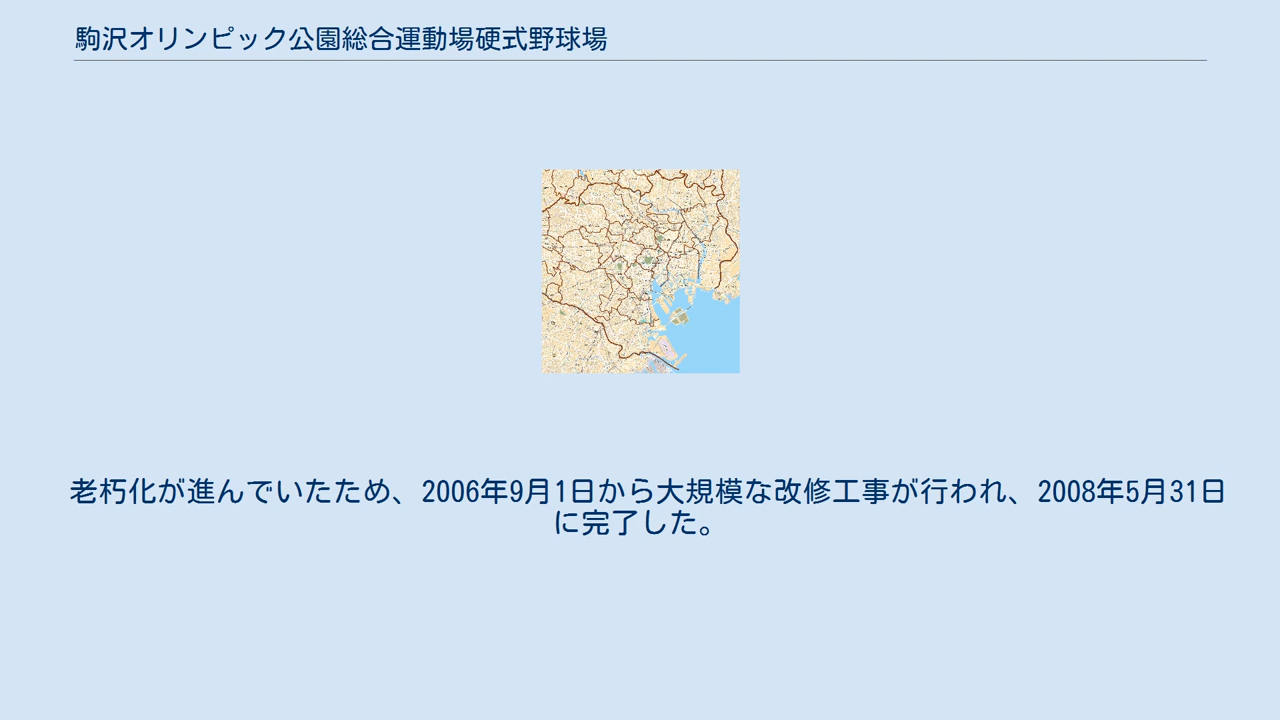 駒沢オリンピック公園総合運動場硬式野球場
老朽化が進んでいたため、2006年9月1日から大規模な改修工事が行われ、2008年5月31日
に完了した。